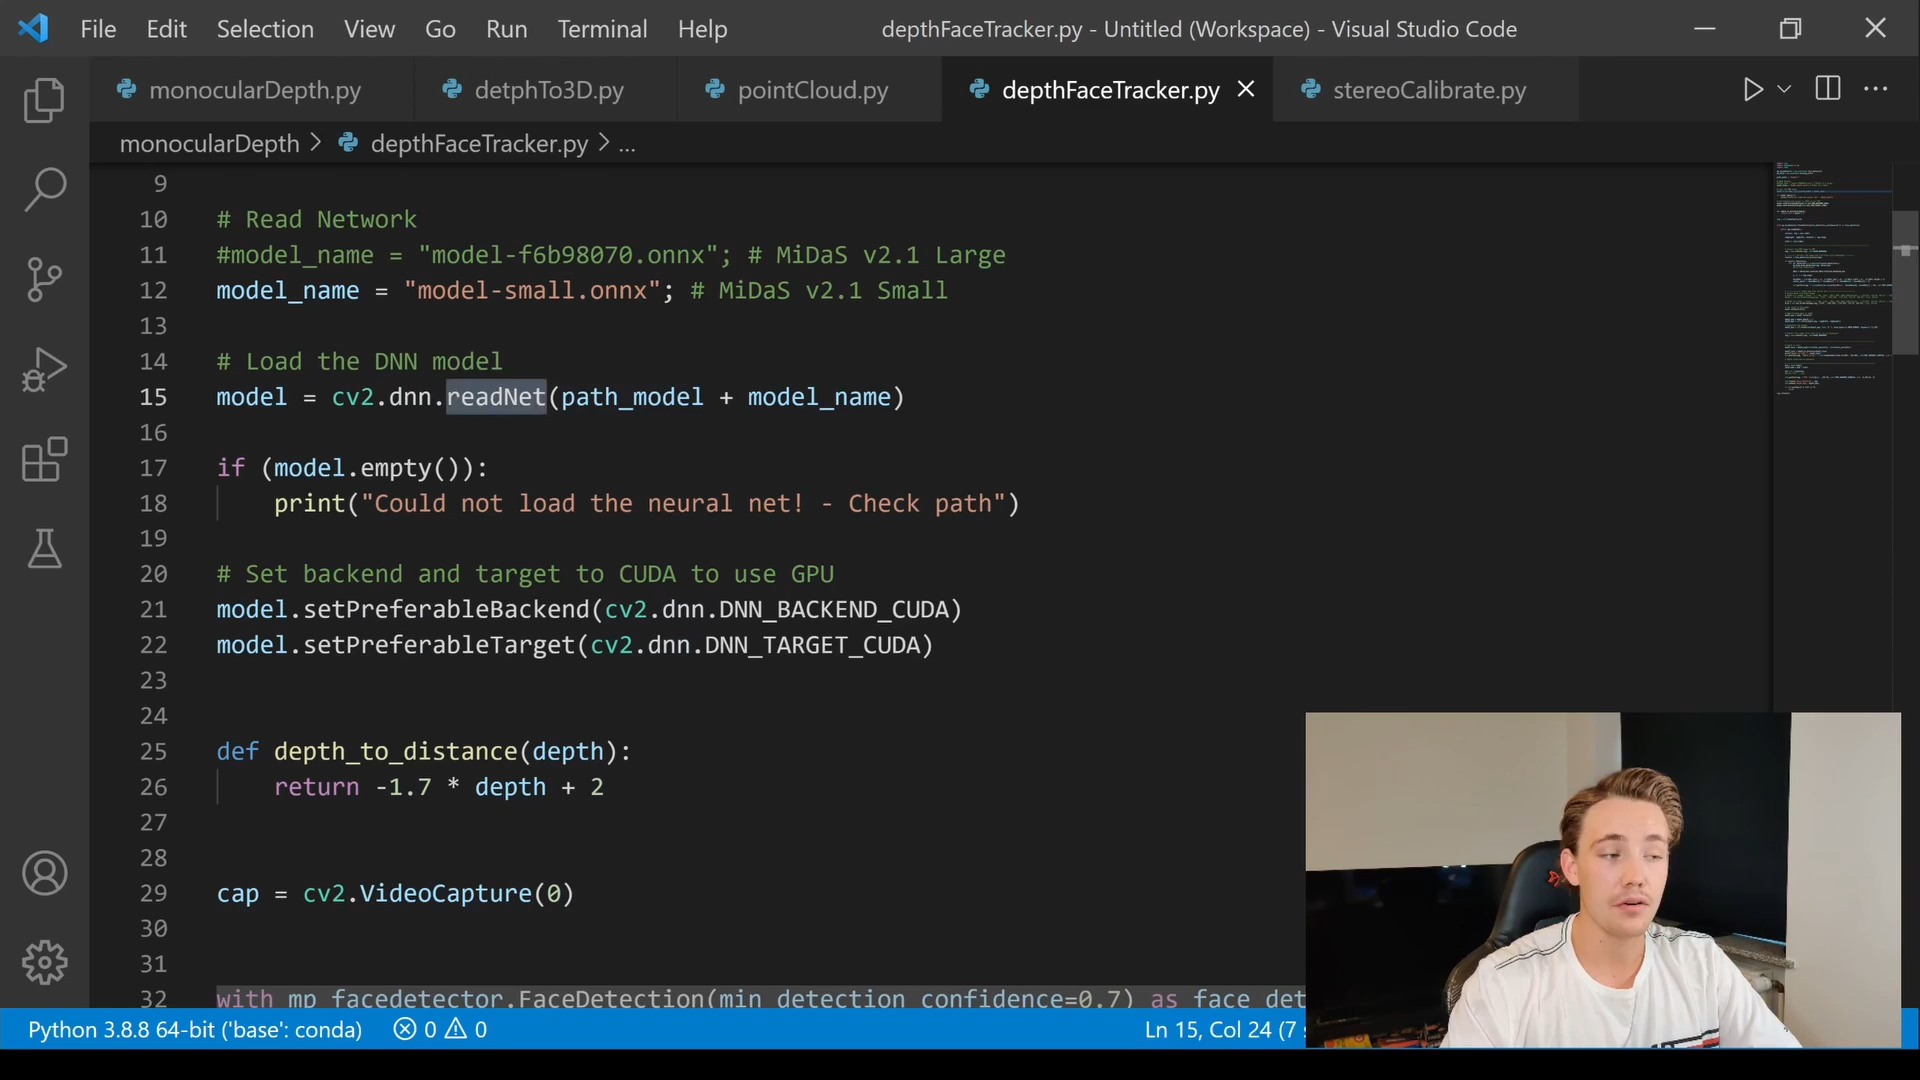 File Edit Selection View Go Run Terminal Help depthFaceTracker.py - Untitled (Workspace) - Visual Studio Code
monocularDepth.py detphTo3D.py pointCloud.py depthFaceTracker.py stereoCalibrate.py
monocularDepth > depthFaceTracker.py > ...
9
10 # Read Network
11 #model_name = "model-f6b98070.onnx"; # MiDaS v2.1 Large
12 model_name = "model-small.onnx"; # MiDaS v2.1 Small
13
14 # Load the DNN model
15 model = cv2.dnn.readNet(path_model + model_name)
16
17 if (model.empty()):
18 print("Could not load the neural net! - Check path")
19
20 # Set backend and target to CUDA to use GPU
21 model.setPreferableBackend(cv2.dnn.DNN_BACKEND_CUDA)
22 model.setPreferableTarget(cv2.dnn.DNN_TARGET_CUDA)
23
24
25 def depth_to_distance(depth):
26 return -1.7 * depth + 2
27
28
29 cap = cv2.VideoCapture(0)
30
31
32 with mp_facedetector.FaceDetection(min_detection_confidence=0.7) as face_det
Python 3.8.8 64-bit ('base': conda) 0 0 Ln 15, Col 24 (7